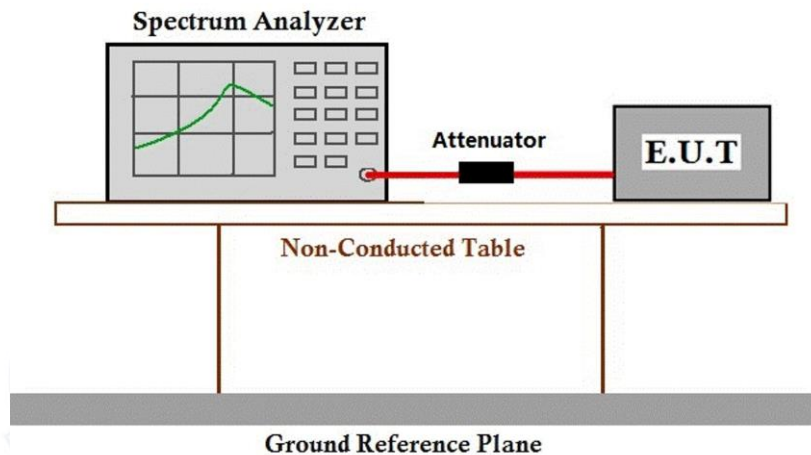 Spectrum Analyzer
Attenuator
E.U.T
Non-Conducted Table
Ground Reference Plane